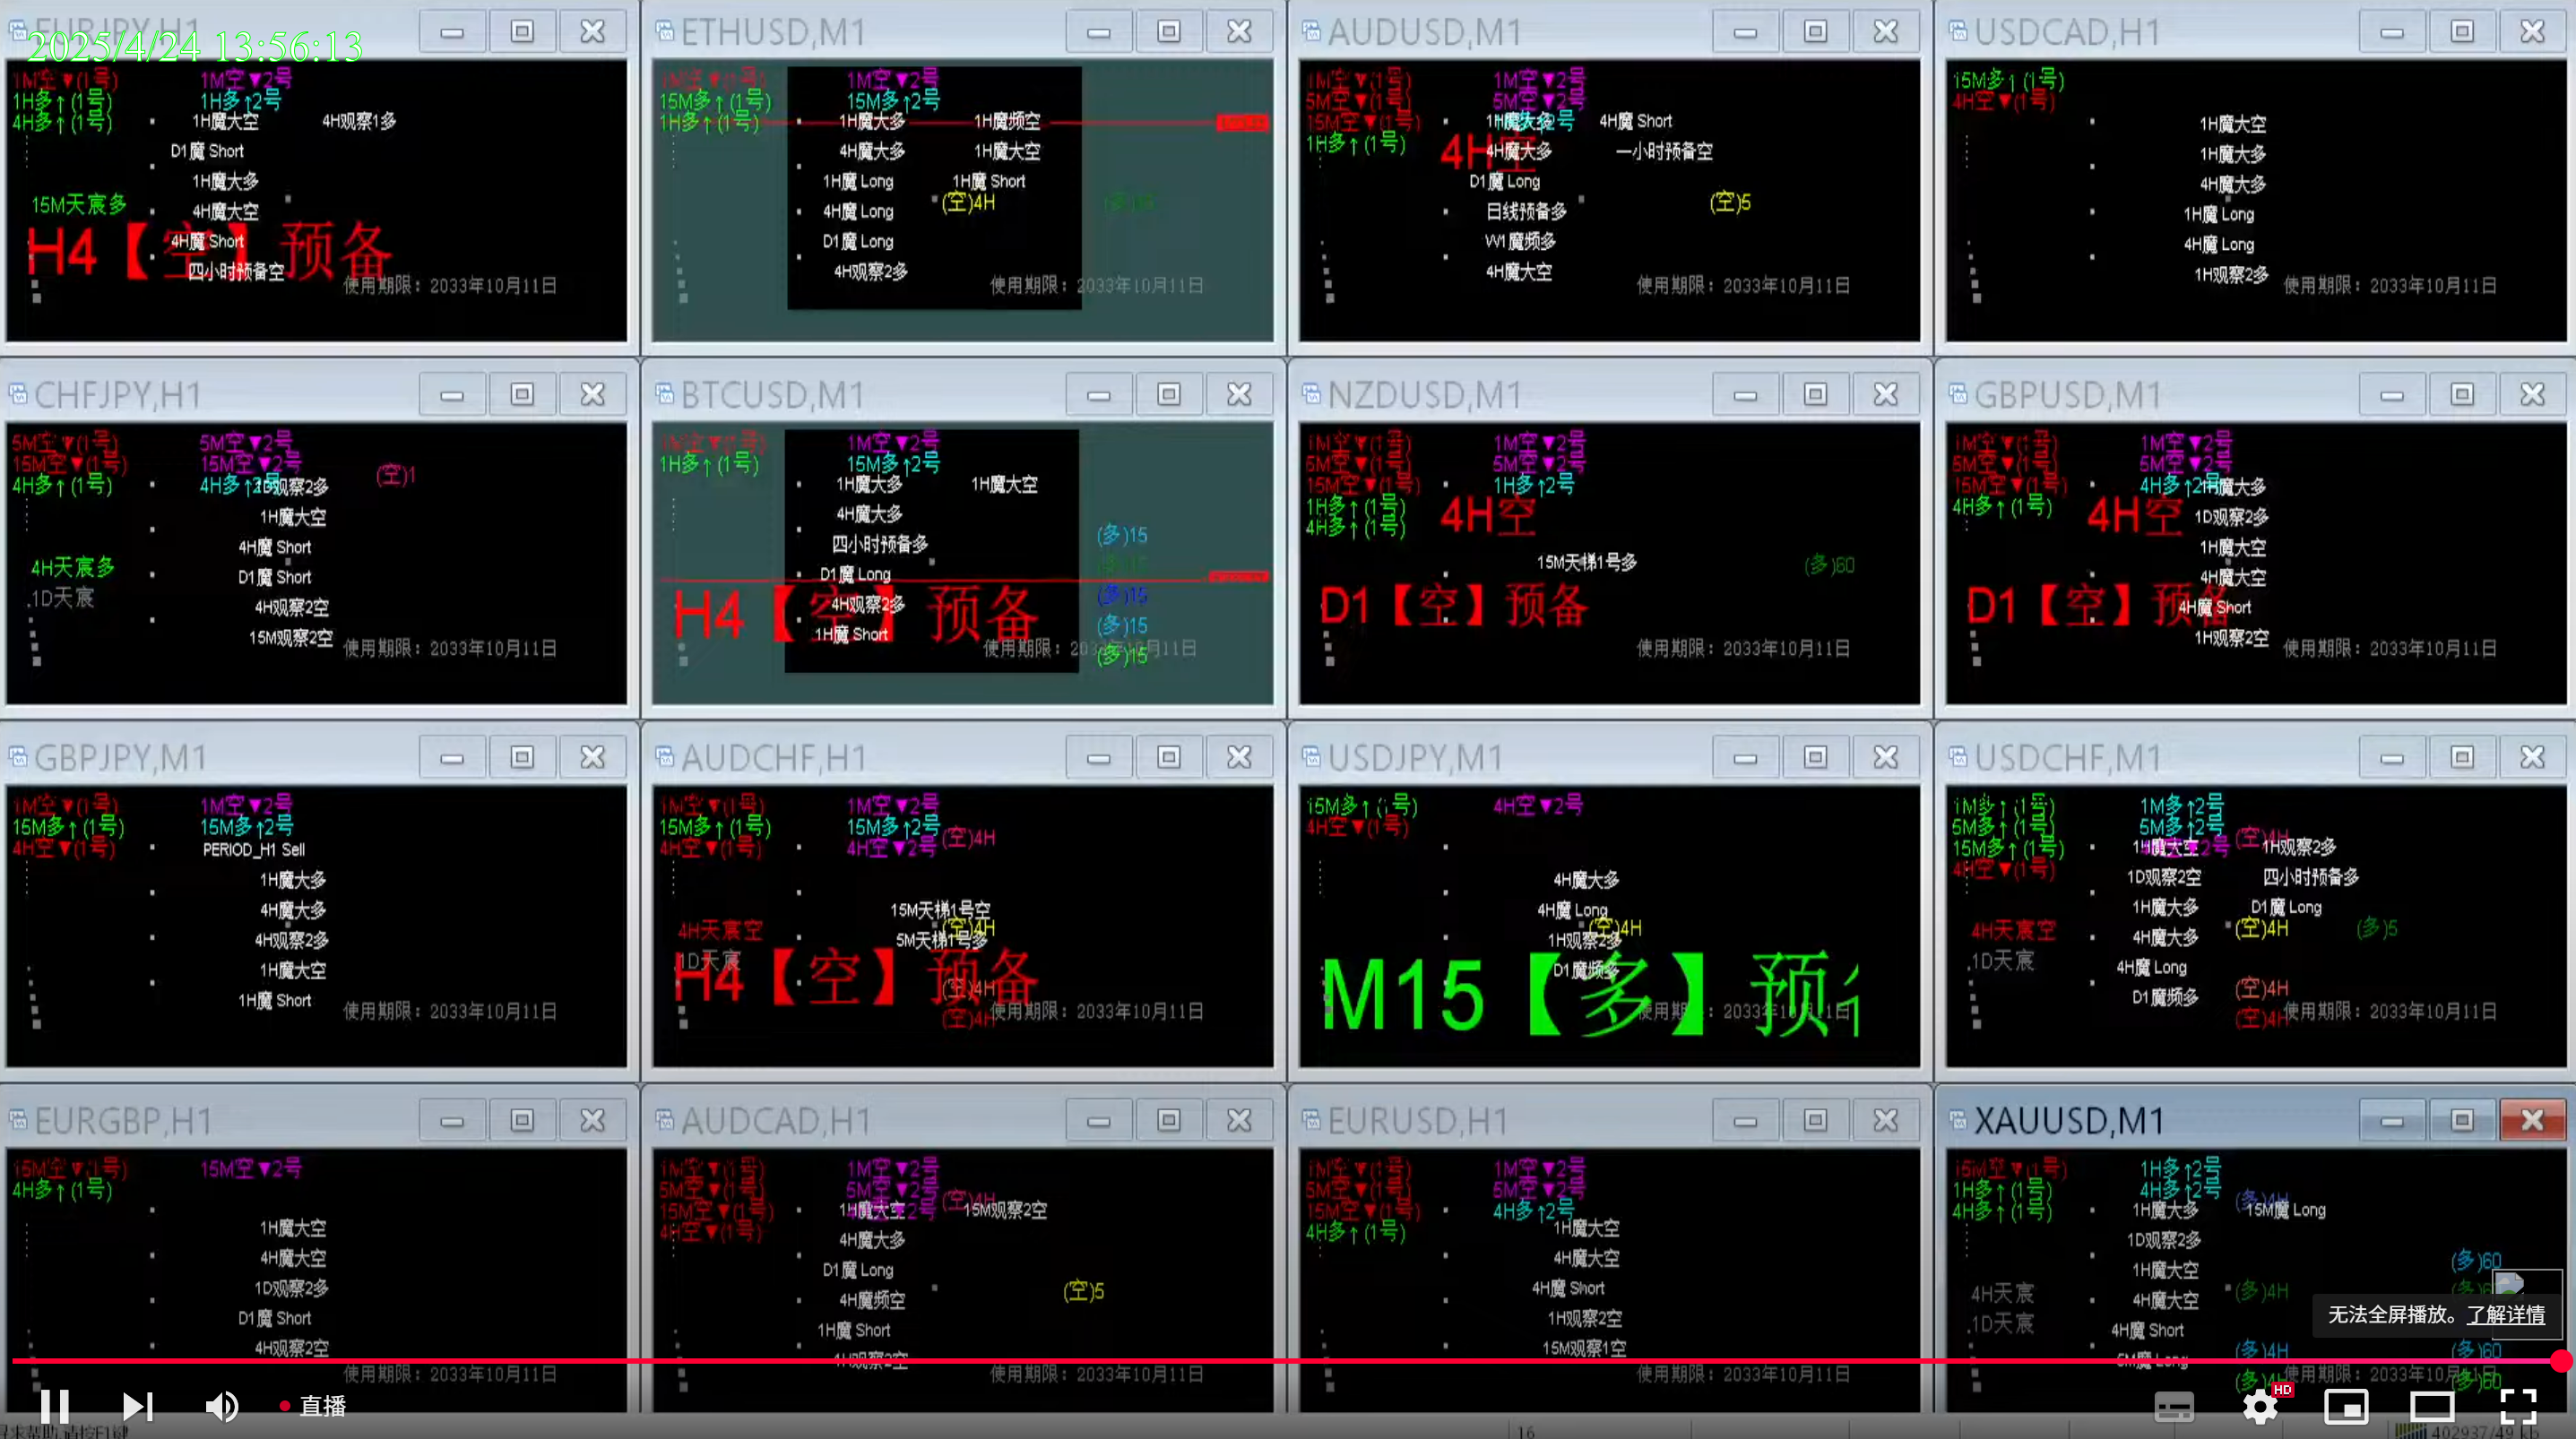 EURJPY,H1
2025/4/24 13:56:13
1M空▼(1号) 1M空▼2号
1H多↑(1号) 1H多↑2号
4H多↑(1号) 1H魔大空 4H观察1多
D1魔 Short
1H魔大多
15M天宸多 4H魔大空
H4【空】预备
4H魔 Short
四小时预备空
使用期限：2033年10月11日
ETHUSD,M1
1M空▼(1号) 1M空▼2号
15M多↑(1号) 15M多↑2号
1H多↑(1号) 1H魔大多 1H魔频空
4H魔大多 1H魔大空
1H魔 Long 1H魔 Short
(空)4H
4H魔 Long
D1魔 Long
4H观察2多
使用期限：2033年10月11日
AUDUSD,M1
1M空▼(1号) 1M空▼2号
5M空▼(1号) 5M空▼2号
15M空▼(1号) 1H魔大多 4H魔 Short
1H多↑(1号) 4H空 4H魔大多 一小时预备空
D1魔 Long
日线预备多 (空)5
W1魔频多
4H魔大空
使用期限：2033年10月11日
USDCAD,H1
15M多↑(1号)
4H空▼(1号)
1H魔大空
1H魔大多
4H魔大多
1H魔 Long
4H魔 Long
1H观察2多
使用期限：2033年10月11日
CHFJPY,H1
5M空▼(1号) 5M空▼2号
15M空▼(1号) 15M空▼2号 (空)1
4H多↑(1号) 4H多↑2号 1D观察2多
1H魔大空
4H魔 Short
4H天宸多 D1魔 Short
1D天宸 4H观察2空
15M观察2空
使用期限：2033年10月11日
BTCUSD,M1
1M空▼(1号) 1M空▼2号
1H多↑(1号) 15M多↑2号
1H魔大多 1H魔大空
4H魔大多
四小时预备多 (多)15
D1魔 Long
4H观察2多 (多)15
H4【空】预备
1H魔 Short (多)15
(多)15
使用期限：2033年10月11日
NZDUSD,M1
1M空▼(1号) 1M空▼2号
5M空▼(1号) 5M空▼2号
15M空▼(1号) 1H多↑2号
1H多↑(1号) 4H空
4H多↑(1号)
15M天梯1号多 (多)60
D1【空】预备
使用期限：2033年10月11日
GBPUSD,M1
1M空▼(1号) 1M空▼2号
5M空▼(1号) 5M空▼2号
15M空▼(1号) 4H多↑2号 1H魔大多
4H多↑(1号) 4H空 1D观察2多
1H魔大空
4H魔大空
D1【空】预备
4H魔 Short
1H观察2空
使用期限：2033年10月11日
GBPJPY,M1
1M空▼(1号) 1M空▼2号
15M多↑(1号) 15M多↑2号
4H空▼(1号) PERIOD_H1 Sell
1H魔大多
4H魔大多
4H观察2多
1H魔大空
1H魔 Short
使用期限：2033年10月11日
AUDCHF,H1
1M空▼(1号) 1M空▼2号
15M多↑(1号) 15M多↑2号 (空)4H
4H空▼(1号) 4H空▼2号
15M天梯1号空
4H天宸空 (空)4H
5M天梯1号多
1D天宸
H4【空】预备
(空)4H
(空)4H
使用期限：2033年10月11日
USDJPY,M1
15M多↑(1号) 4H空▼2号
4H空▼(1号)
4H魔大多
4H魔 Long
(空)4H
1H观察2多
D1魔频多
M15【多】预
使用期限：2033年10月11日
USDCHF,M1
1M多↑(1号) 1M多↑2号
5M多↑(1号) 5M多↑2号 (空)4H
15M多↑(1号) 1H魔大空 1H观察2多
4H空▼(1号) 1D观察2空 四小时预备多
1H魔大多 D1魔 Long
4H天宸空 4H魔大多 (空)4H (多)5
1D天宸 4H魔 Long
D1魔频多 (空)4H
(空)4H
使用期限：2033年10月11日
EURGBP,H1
15M空▼(1号) 15M空▼2号
4H多↑(1号)
1H魔大空
4H魔大空
1D观察2多
D1魔 Short
4H观察2空
使用期限：2033年10月11日
AUDCAD,H1
1M空▼(1号) 1M空▼2号
5M空▼(1号) 5M空▼2号 (空)4H
15M空▼(1号) 1H魔大空 15M观察2空
4H空▼(1号) 4H魔大多
D1魔 Long
4H魔频空 (空)5
1H魔 Short
4H观察2空
使用期限：2033年10月11日
EURUSD,H1
1M空▼(1号) 1M空▼2号
5M空▼(1号) 5M空▼2号
15M空▼(1号) 4H多↑2号
4H多↑(1号) 1H魔大空
4H魔大空
4H魔 Short
1H观察2空
15M观察1空
使用期限：2033年10月11日
XAUUSD,M1
15M空▼(1号) 1H多↑2号
1H多↑(1号) 4H多↑2号 (多)4H
4H多↑(1号) 1H魔大多 15M魔 Long
1D观察2多
1H魔大空 (多)60
4H天宸 4H魔大空 (多)4H
1D天宸 4H魔 Short
无法全屏播放。了解详情
5M魔 Long (多)4H (多)60
使用期限：2033年10月11日
(多)4H (多)60
直播
HD
16
402937/49 kb